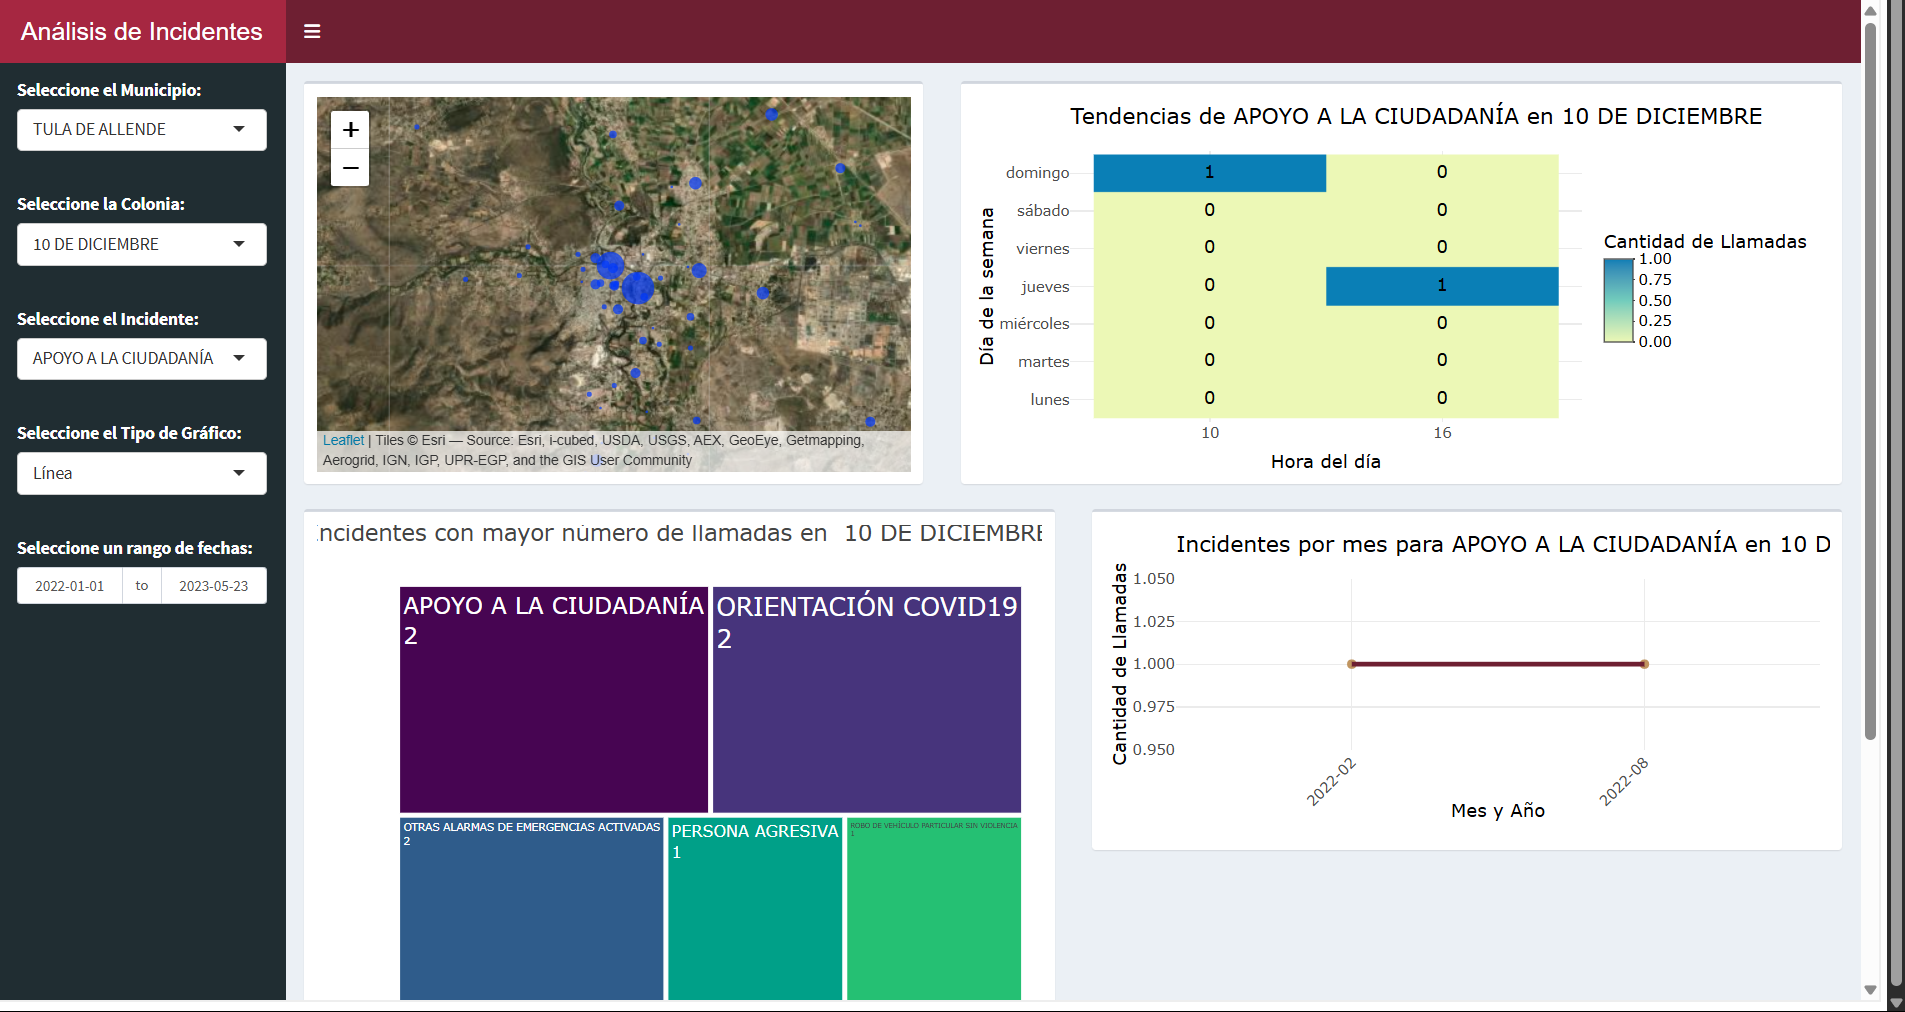 Análisis de Incidentes
Seleccione el Municipio:
TULA DE ALLENDE
Seleccione la Colonia:
10 DE DICIEMBRE
Seleccione el Incidente:
APOYO A LA CIUDADANÍA
Seleccione el Tipo de Gráfico:
Línea
Seleccione un rango de fechas:
2022-01-01 to 2023-05-23
+
−
Leaflet | Tiles © Esri — Source: Esri, i-cubed, USDA, USGS, AEX, GeoEye, Getmapping,
Aerogrid, IGN, IGP, UPR-EGP, and the GIS User Community
Tendencias de APOYO A LA CIUDADANÍA en 10 DE DICIEMBRE
Día de la semana
domingo 1 0
sábado 0 0
viernes 0 0
jueves 0 1
miércoles 0 0
martes 0 0
lunes 0 0
10 16
Hora del día
Cantidad de Llamadas
1.00
0.75
0.50
0.25
0.00
Incidentes con mayor número de llamadas en 10 DE DICIEMBRE
APOYO A LA CIUDADANÍA
2
ORIENTACIÓN COVID19
2
OTRAS ALARMAS DE EMERGENCIAS ACTIVADAS
2
PERSONA AGRESIVA
1
ROBO DE VEHÍCULO PARTICULAR SIN VIOLENCIA
1
Incidentes por mes para APOYO A LA CIUDADANÍA en 10 D
Cantidad de Llamadas
1.050
1.025
1.000
0.975
0.950
2022-02
2022-08
Mes y Año